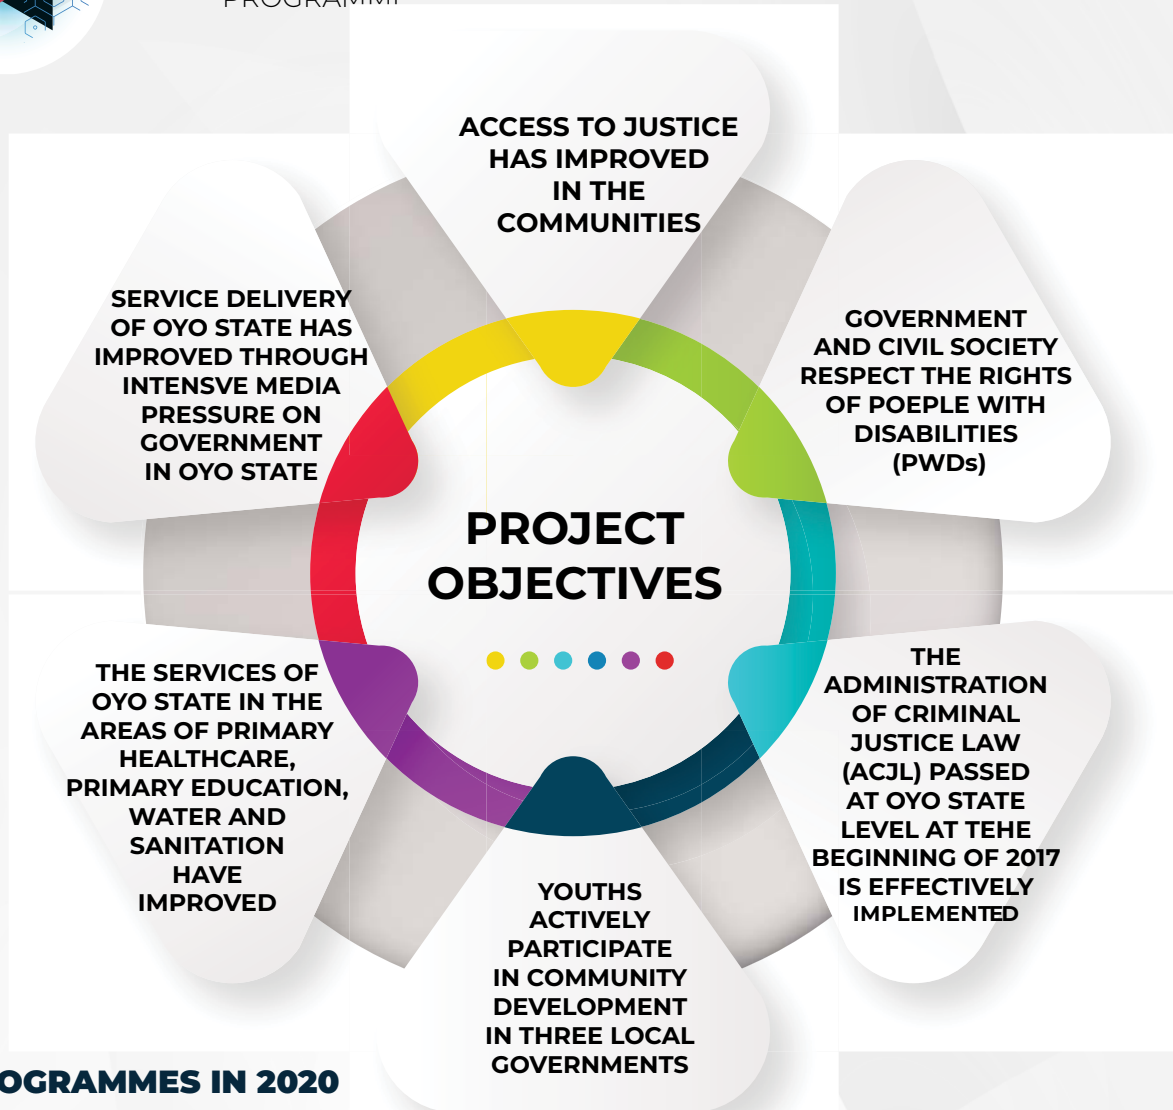 PROGRAMME
ACCESS TO JUSTICE
HAS IMPROVED
IN THE
COMMUNITIES
GOVERNMENT
AND CIVIL SOCIETY
RESPECT THE RIGHTS
OF POEPLE WITH
DISABILITIES
(PWDs)
THE
ADMINISTRATION
OF CRIMINAL
JUSTICE LAW
(ACJL) PASSED
AT OYO STATE
LEVEL AT TEHE
BEGINNING OF 2017
IS EFFECTIVELY
IMPLEMENTED
YOUTHS
ACTIVELY
PARTICIPATE
IN COMMUNITY
DEVELOPMENT
IN THREE LOCAL
GOVERNMENTS
THE SERVICES OF
OYO STATE IN THE
AREAS OF PRIMARY
HEALTHCARE,
PRIMARY EDUCATION,
WATER AND
SANITATION
HAVE
IMPROVED
SERVICE DELIVERY
OF OYO STATE HAS
IMPROVED THROUGH
INTENSVE MEDIA
PRESSURE ON
GOVERNMENT
IN OYO STATE
PROJECT
OBJECTIVES
OGRAMMES IN 2020